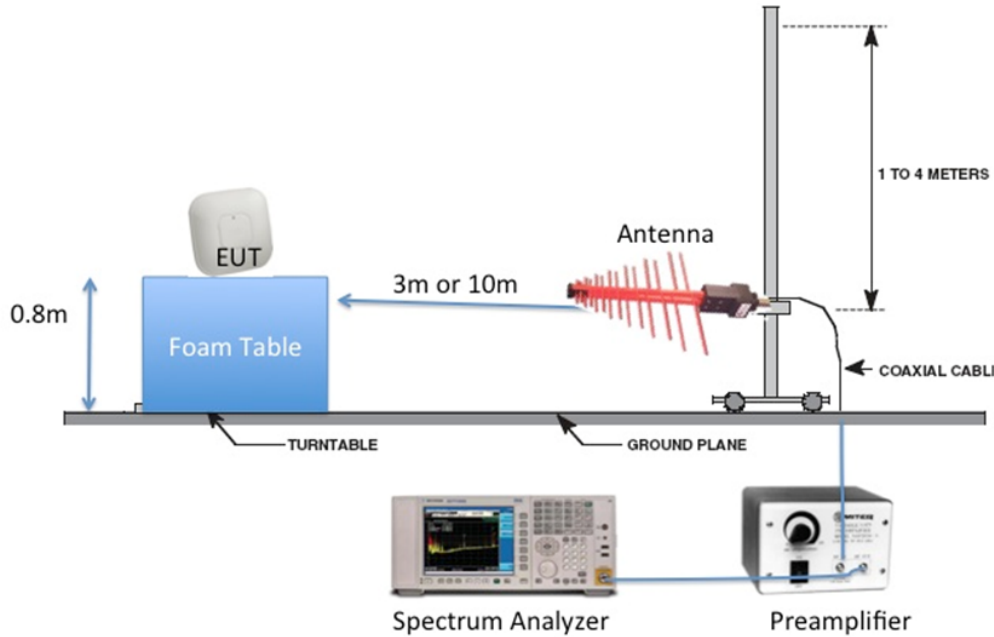 1 TO 4 METERS
Antenna
EUT
3m or 10m
0.8m
Foam Table
COAXIAL CABL
TURNTABLE
GROUND PLANE
MITEQ
Spectrum Analyzer
Preamplifier